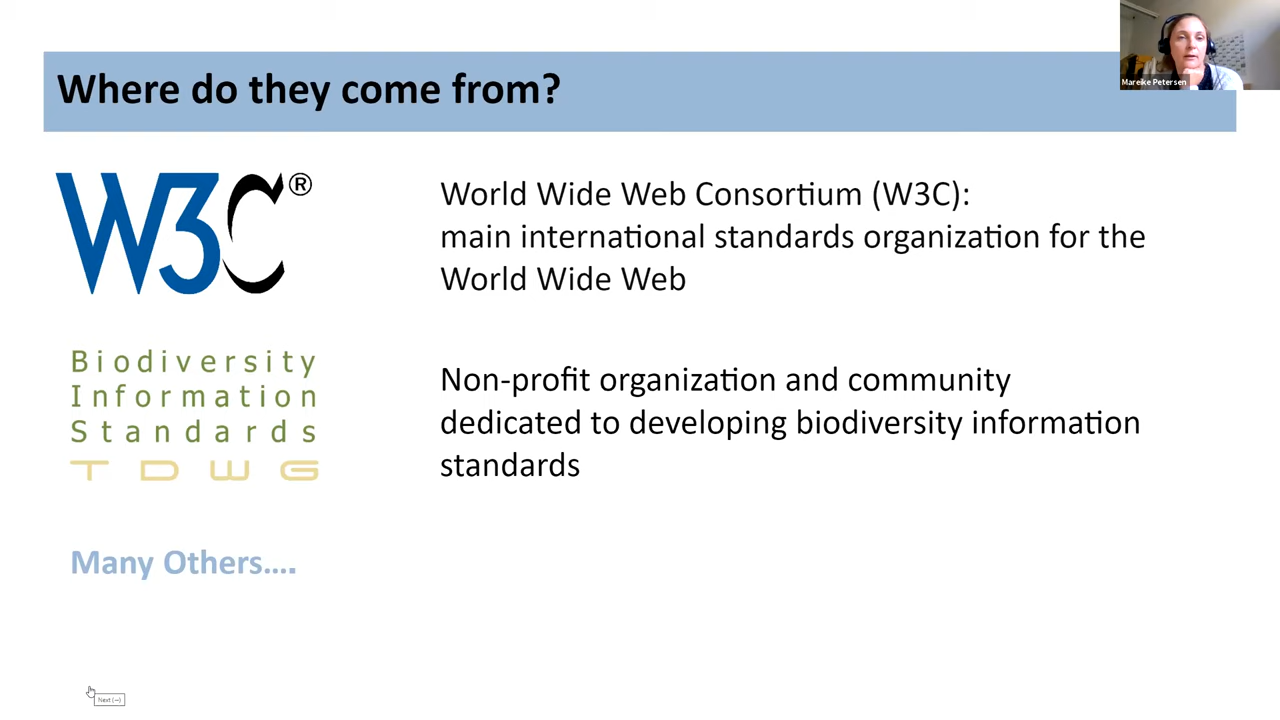 Where do they come from?
Mareike Petersen
W3C®
World Wide Web Consortium (W3C):
main international standards organization for the
World Wide Web
Biodiversity
Information
Standards
TDWG
Non-profit organization and community
dedicated to developing biodiversity information
standards
Many Others....
Next (→)